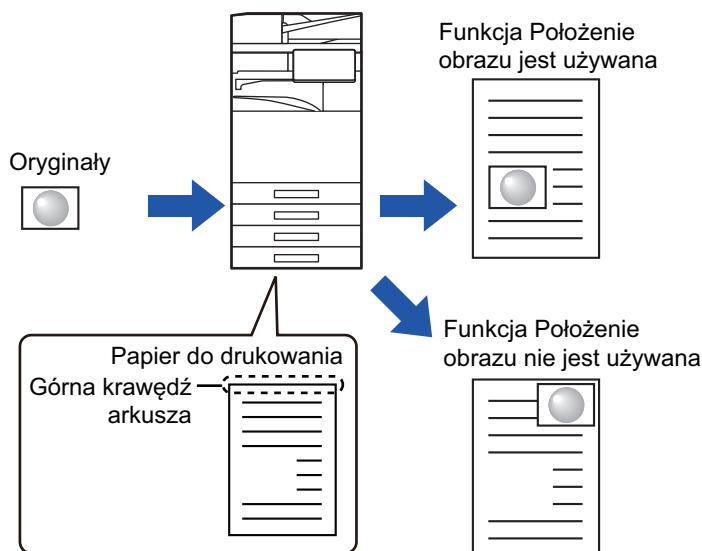 Funkcja Położenie
obrazu jest używana
Oryginały
Funkcja Położenie
obrazu nie jest używana
Papier do drukowania
Górna krawędź
arkusza